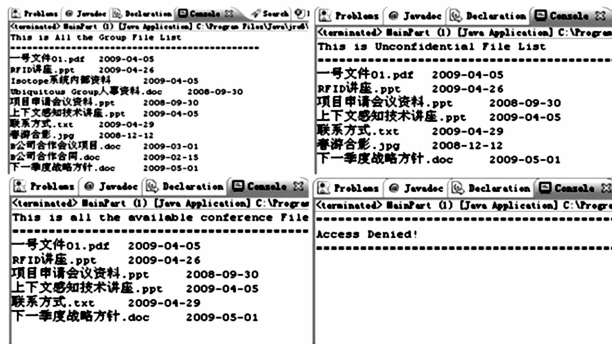 Problems @ Javadoc Declaration Console Search
<terminated> MainPart (1) [Java Application] C:\Program Files\Java\jre6\
This is All the Group File List
一号文件01.pdf 2009-04-05
RFID讲座.ppt 2009-04-26
Isotope系统内部资料 2009-04-05
Ubiquitous Group人事资料.doc 2008-09-30
项目申请会议资料.ppt 2008-09-30
上下文感知技术讲座.ppt 2009-04-05
联系方式.txt 2009-04-29
春游合影.jpg 2008-12-12
B公司合作会议项目.doc 2009-03-01
B公司合作合同.doc 2009-02-15
下一季度战略方针.doc 2009-05-01
Problems @ Javadoc Declaration Console
<terminated> MainPart (1) [Java Application] C:\Progra
This is Unconfidential File List
一号文件01.pdf 2009-04-05
RFID讲座.ppt 2009-04-26
项目申请会议资料.ppt 2008-09-30
上下文感知技术讲座.ppt 2009-04-05
联系方式.txt 2009-04-29
春游合影.jpg 2008-12-12
下一季度战略方针.doc 2009-05-01
Problems @ Javadoc Declaration Console
<terminated> MainPart (1) [Java Application] C:\Program
This is all the available conference File
一号文件01.pdf 2009-04-05
RFID讲座.ppt 2009-04-26
项目申请会议资料.ppt 2008-09-30
上下文感知技术讲座.ppt 2009-04-05
联系方式.txt 2009-04-29
下一季度战略方针.doc 2009-05-01
Problems @ Javadoc Declaration Console
<terminated> MainPart (1) [Java Application] C:\Progra
Access Denied!